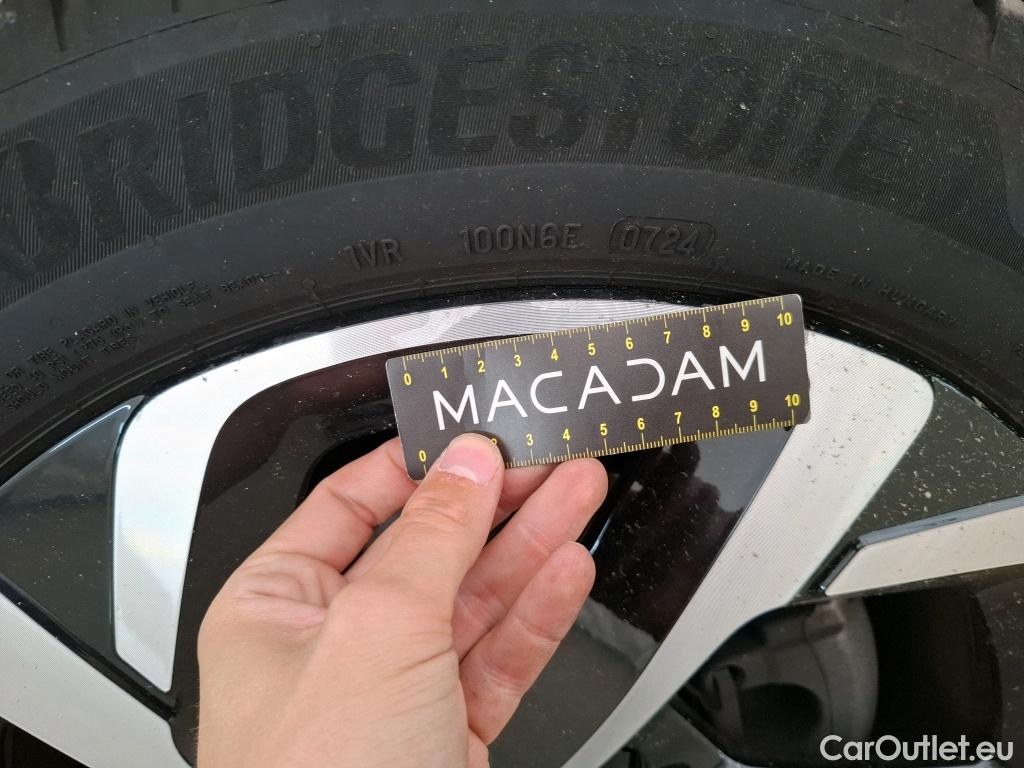 BRIDGESTONE
1VR 100N6E 0724
MADE IN HUNGARY
0 1 2 3 4 5 6 7 8 9 10
MACADAM
0 2 3 4 5 6 7 8 9 10
CarOutlet.eu